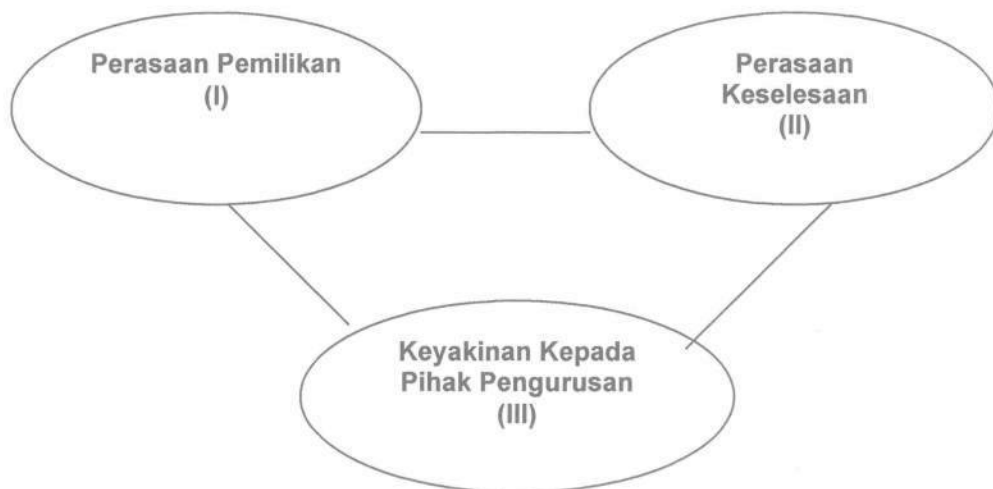 Perasaan Pemilikan
(I)
Perasaan
Keselesaan
(II)
Keyakinan Kepada
Pihak Pengurusan
(III)